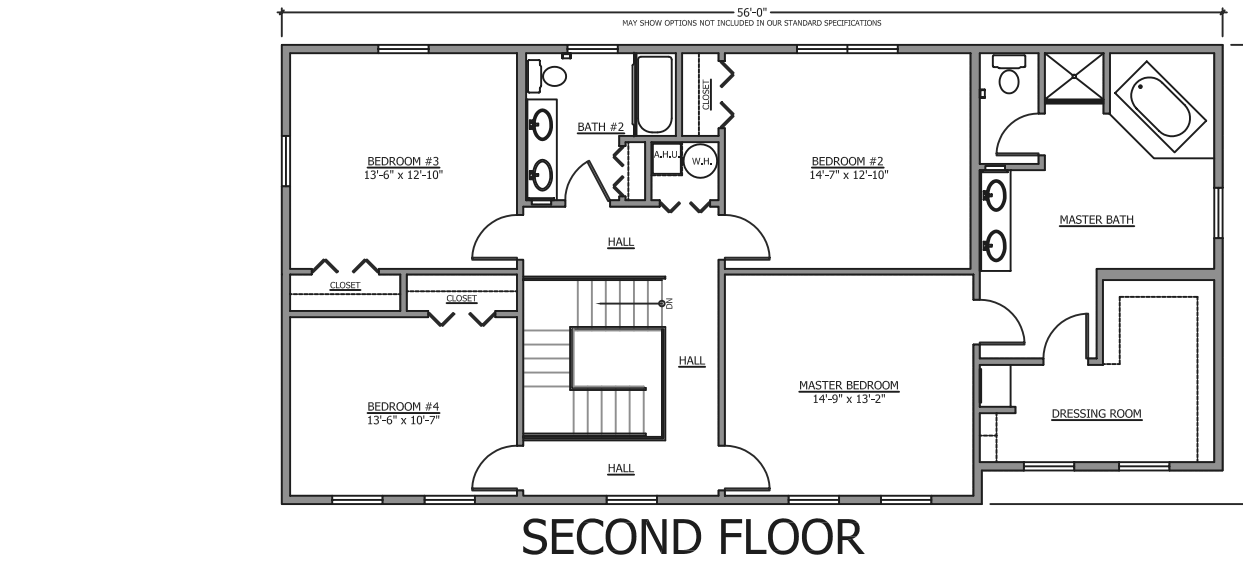 56'-0"
MAY SHOW OPTIONS NOT INCLUDED IN OUR STANDARD SPECIFICATIONS
CLOSET
BATH #2
A.H.U.
W.H.
BEDROOM #3
13'-6" x 12'-10"
BEDROOM #2
14'-7" x 12'-10"
MASTER BATH
HALL
CLOSET
CLOSET
DN
HALL
MASTER BEDROOM
14'-9" x 13'-2"
BEDROOM #4
13'-6" x 10'-7"
DRESSING ROOM
HALL
SECOND FLOOR